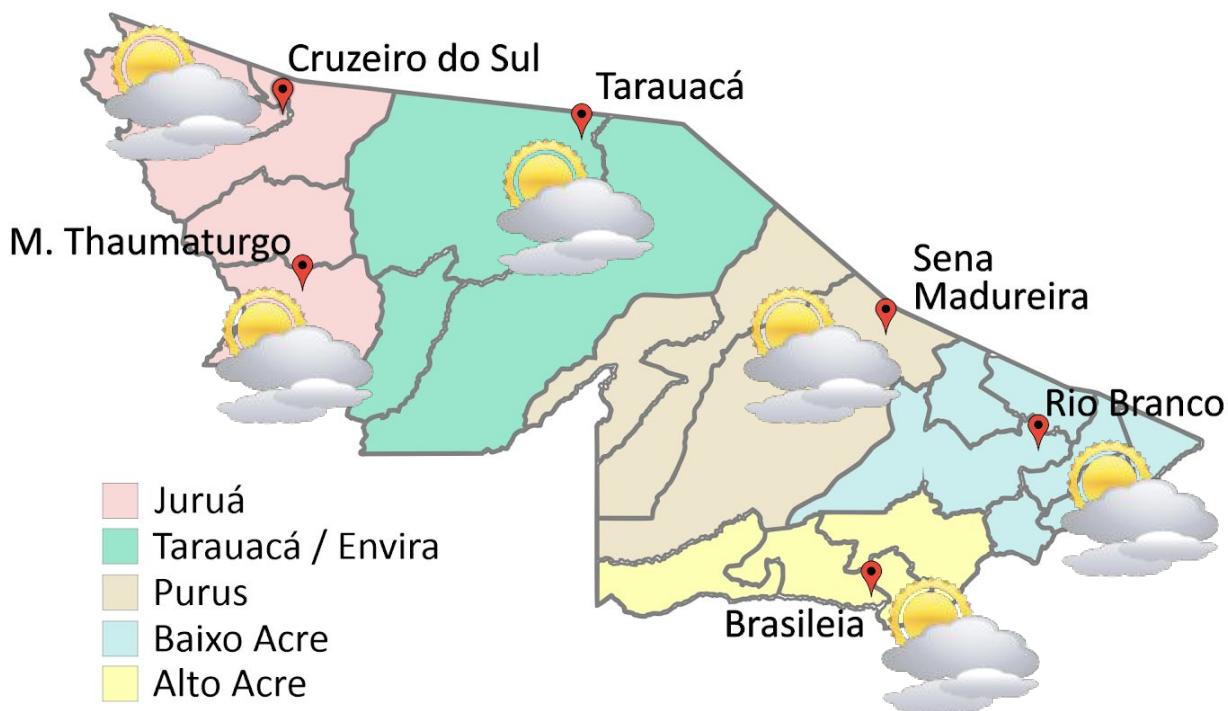 Cruzeiro do Sul
Tarauacá
M. Thaumaturgo
Sena
Madureira
Rio Branco
Brasileia
Juruá
Tarauacá / Envira
Purus
Baixo Acre
Alto Acre